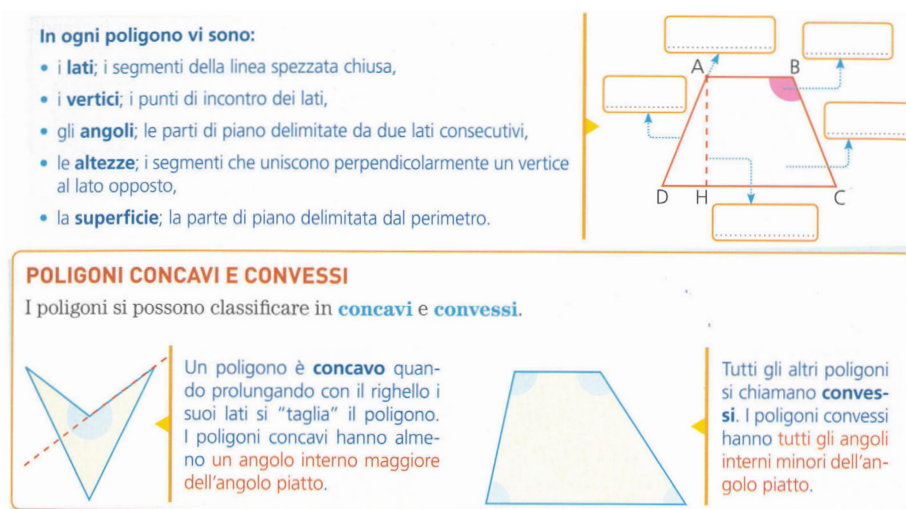 In ogni poligono vi sono:
• i lati; i segmenti della linea spezzata chiusa,
• i vertici; i punti di incontro dei lati,
• gli angoli; le parti di piano delimitate da due lati consecutivi,
• le altezze; i segmenti che uniscono perpendicolarmente un vertice
al lato opposto,
• la superficie; la parte di piano delimitata dal perimetro.
A B
D H C
POLIGONI CONCAVI E CONVESSI
I poligoni si possono classificare in concavi e convessi.
Un poligono è concavo quan-
do prolungando con il righello i
suoi lati si "taglia" il poligono.
I poligoni concavi hanno alme-
no un angolo interno maggiore
dell'angolo piatto.
Tutti gli altri poligoni
si chiamano conves-
si. I poligoni convessi
hanno tutti gli angoli
interni minori dell'an-
golo piatto.